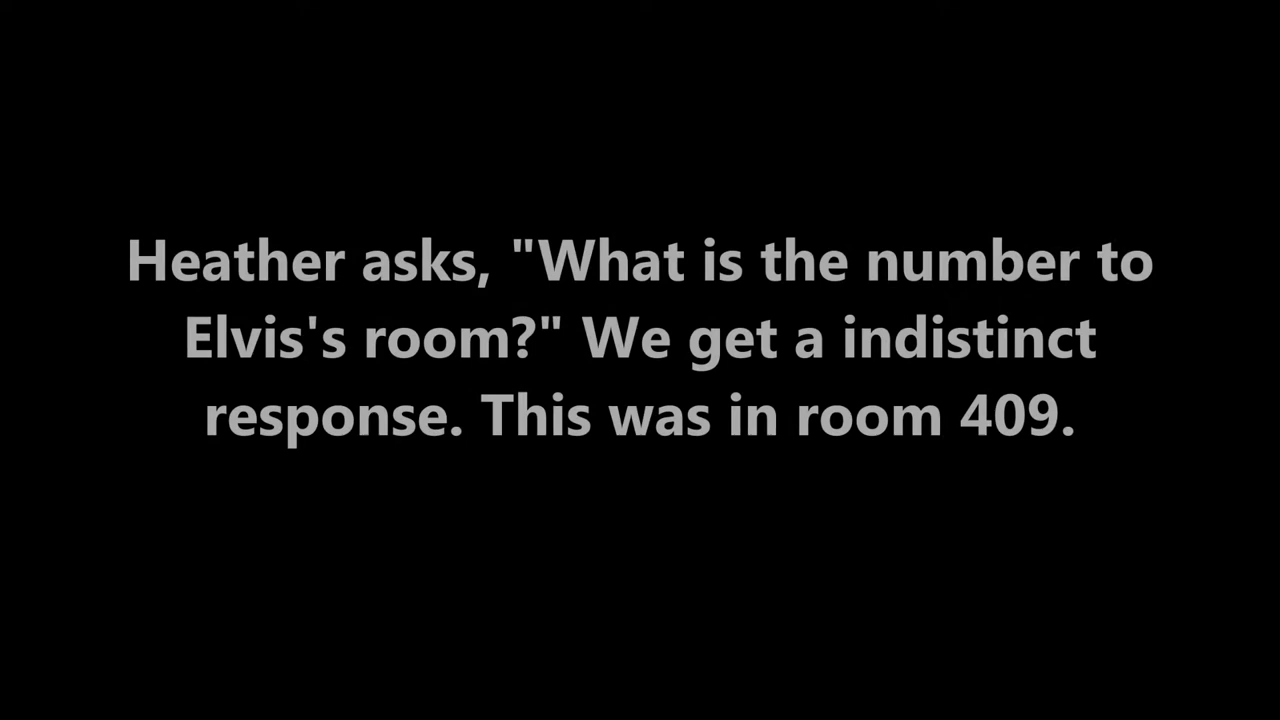 Heather asks, "What is the number to
Elvis's room?" We get a indistinct
response. This was in room 409.